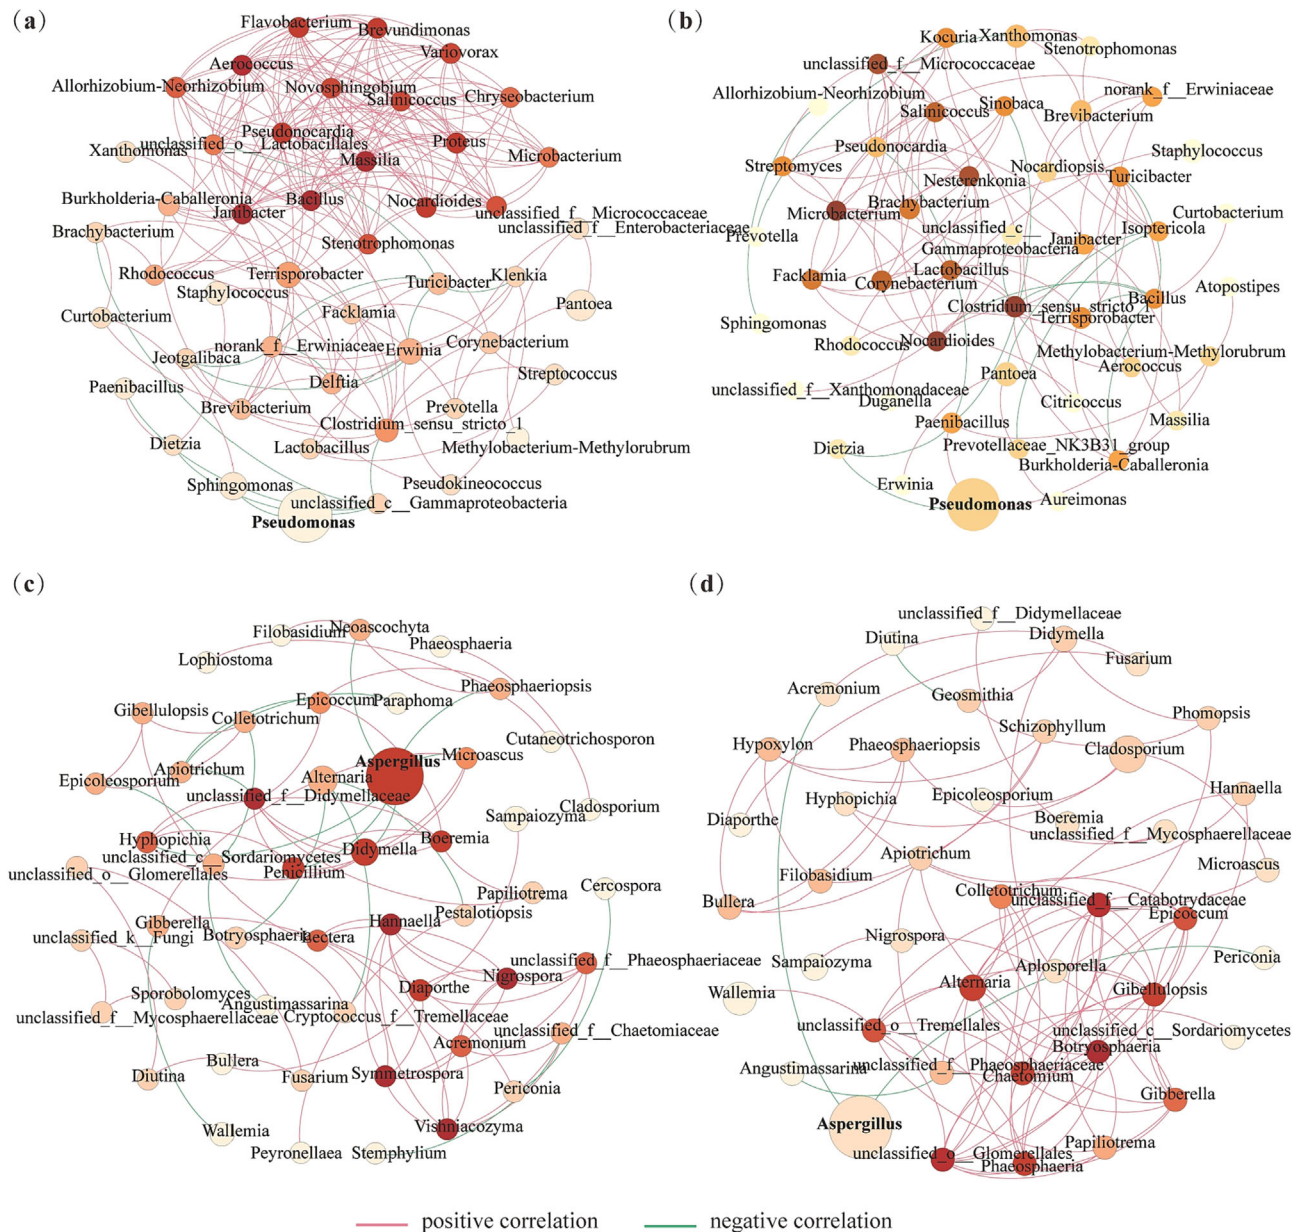 (a)
Flavobacterium
Brevundimonas
Variovorax
Aerococcus
Allorhizobium-Neorhizobium
Novosphingobium
Salinicoccus
Chryseobacterium
Pseudonocardia
unclassified_o__Lactobacillales
Xanthomonas
Proteus
Massilia
Microbacterium
Burkholderia-Caballeronia
Bacillus
Janibacter
Nocardioides
unclassified_f__Micrococcaceae
unclassified_f__Enterobacteriaceae
Brachybacterium
Stenotrophomonas
Rhodococcus
Terrisporobacter
Turicibacter
Klenkia
Staphylococcus
Pantoea
Curtobacterium
Facklamia
Jeotgalibaca
norank_f__Erwiniaceae
Erwinia
Corynebacterium
Streptococcus
Paenibacillus
Delftia
Brevibacterium
Prevotella
Clostridium_sensu_stricto_1
Dietzia
Lactobacillus
Methylobacterium-Methylorubrum
Sphingomonas
Pseudokineococcus
unclassified_c__Gammaproteobacteria
Pseudomonas
(b)
Kocuria
Xanthomonas
Stenotrophomonas
unclassified_f__Micrococcaceae
Allorhizobium-Neorhizobium
norank_f__Erwiniaceae
Salinicoccus
Sinobaca
Brevibacterium
Pseudonocardia
Staphylococcus
Streptomyces
Nocardiopsis
Nesterenkonia
Turicibacter
Microbacterium
Brachybacterium
Curtobacterium
Prevotella
unclassified_c__
Gammaproteobacteria
Janibacter
Isoptericola
Facklamia
Lactobacillus
Corynebacterium
Atopostipes
Clostridium_sensu_stricto_1
Bacillus
Terrisporobacter
Sphingomonas
Rhodococcus
Nocardioides
Methylobacterium-Methylorubrum
Aerococcus
Pantoea
unclassified_f__Xanthomonadaceae
Duganella
Citricoccus
Paenibacillus
Massilia
Dietzia
Prevotellaceae_NK3B31_group
Burkholderia-Caballeronia
Erwinia
Aureimonas
Pseudomonas
(c)
Filobasidium
Neoascochyta
Phaeosphaeria
Lophiostoma
Phaeosphaeriopsis
Epicoccum
Paraphoma
Gibellulopsis
Colletotrichum
Cutaneotrichosporon
Aspergillus
Microascus
Apiotrichum
Epicoleosporium
Alternaria
unclassified_f__Didymellaceae
Cladosporium
Sampaiozyma
Hyphopichia
Boeremia
Didymella
unclassified_c__Sordariomycetes
unclassified_o__Glomerellales
Penicillium
Cercospora
Papiliotrema
Pestalotiopsis
Gibberella
Hannaella
unclassified_k__Fungi
Botryosphaeria
Lectera
unclassified_f__Phaeosphaeriaceae
Nigrospora
Diaporthe
Sporobolomyces
Angustimassarina
unclassified_f__Mycosphaerellaceae
Cryptococcus_f__Tremellaceae
unclassified_f__Chaetomiaceae
Acremonium
Bullera
Diutina
Fusarium
Symmetrospora
Periconia
Wallemia
Vishniacozyma
Peyronellaea
Stemphylium
(d)
unclassified_f__Didymellaceae
Diutina
Didymella
Fusarium
Acremonium
Geosmithia
Phomopsis
Schizophyllum
Hypoxylon
Phaeosphaeriopsis
Cladosporium
Hyphopichia
Epicoleosporium
Hannaella
Diaporthe
Boeremia
unclassified_f__Mycosphaerellaceae
Apiotrichum
Microascus
Filobasidium
Colletotrichum
unclassified_f__Catabotrydaceae
Bullera
Epicoccum
Nigrospora
Periconia
Sampaiozyma
Aplosporella
Wallemia
Alternaria
Gibellulopsis
unclassified_o__Tremellales
unclassified_c__Sordariomycetes
Botryosphaeria
Angustimassarina
unclassified_f__Phaeosphaeriaceae
Chaetomium
Gibberella
Aspergillus
Papiliotrema
unclassified_o__Glomerellales
Phaeosphaeria
positive correlation
negative correlation